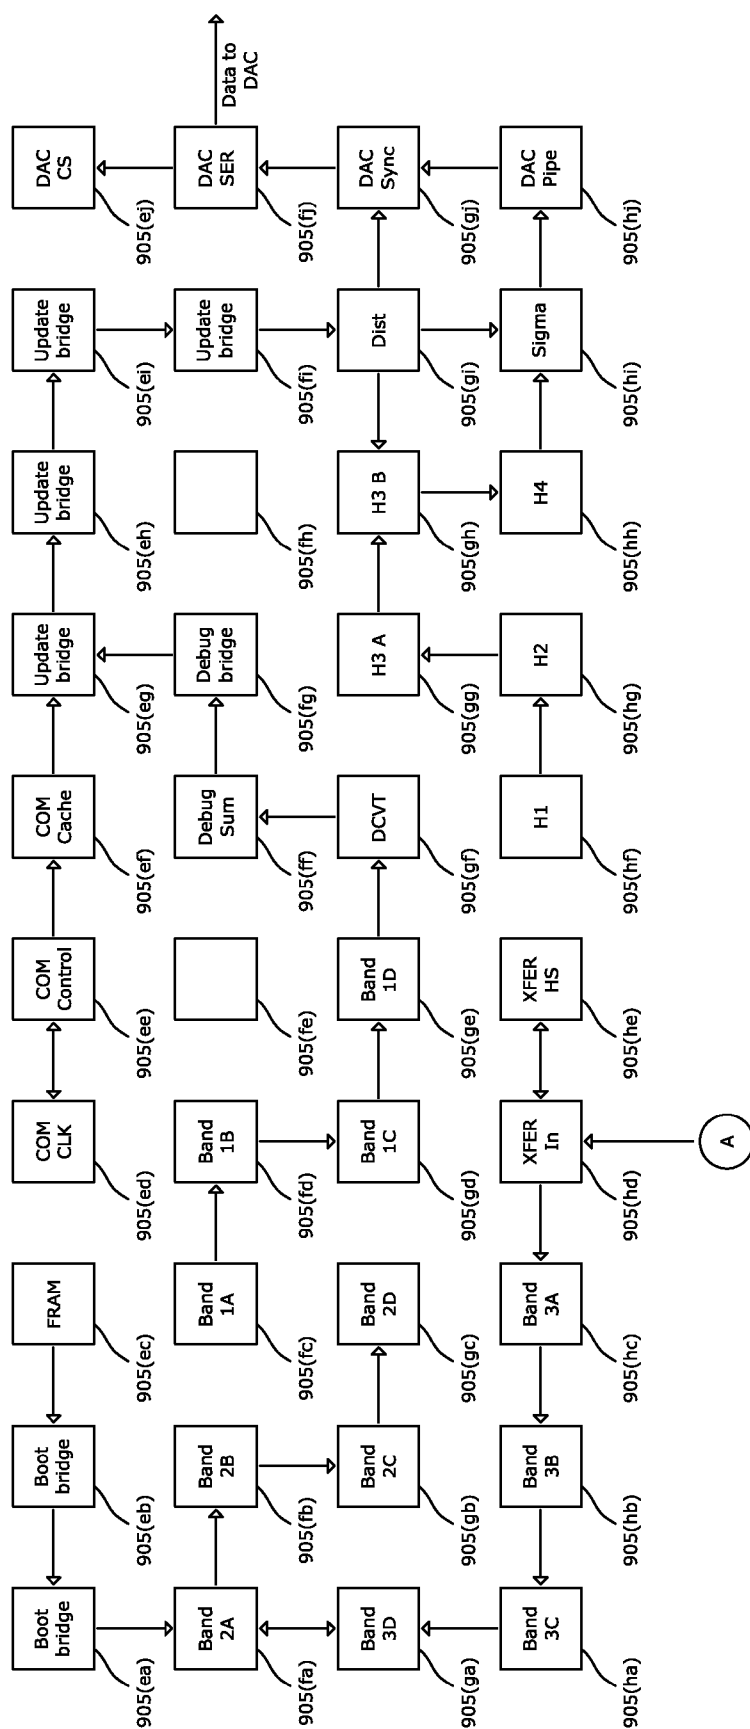 Boot
bridge
905(ea)
Boot
bridge
905(eb)
FRAM
905(ec)
COM
CLK
905(ed)
COM
Control
905(ee)
COM
Cache
905(ef)
Update
bridge
905(eg)
Update
bridge
905(eh)
Update
bridge
905(ei)
DAC
CS
905(ej)
Band
2A
905(fa)
Band
2B
905(fb)
Band
1A
905(fc)
Band
1B
905(fd)
905(fe)
Debug
Sum
905(ff)
Debug
bridge
905(fg)
905(fh)
Update
bridge
905(fi)
DAC
SER
905(fj)
Data to
DAC
Band
3D
905(ga)
Band
2C
905(gb)
Band
2D
905(gc)
Band
1C
905(gd)
Band
1D
905(ge)
DCVT
905(gf)
H3 A
905(gg)
H3 B
905(gh)
Dist
905(gi)
DAC
Sync
905(gj)
Band
3C
905(ha)
Band
3B
905(hb)
Band
3A
905(hc)
XFER
In
905(hd)
XFER
HS
905(he)
H1
905(hf)
H2
905(hg)
H4
905(hh)
Sigma
905(hi)
DAC
Pipe
905(hj)
A